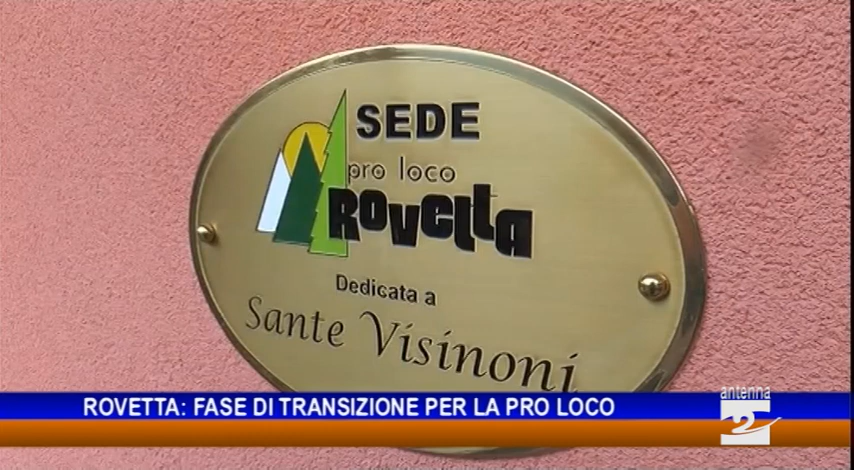 SEDE
pro loco
Rovetta
Dedicata a
Sante Visinoni
ROVETTA: FASE DI TRANSIZIONE PER LA PRO LOCO
antenna
2